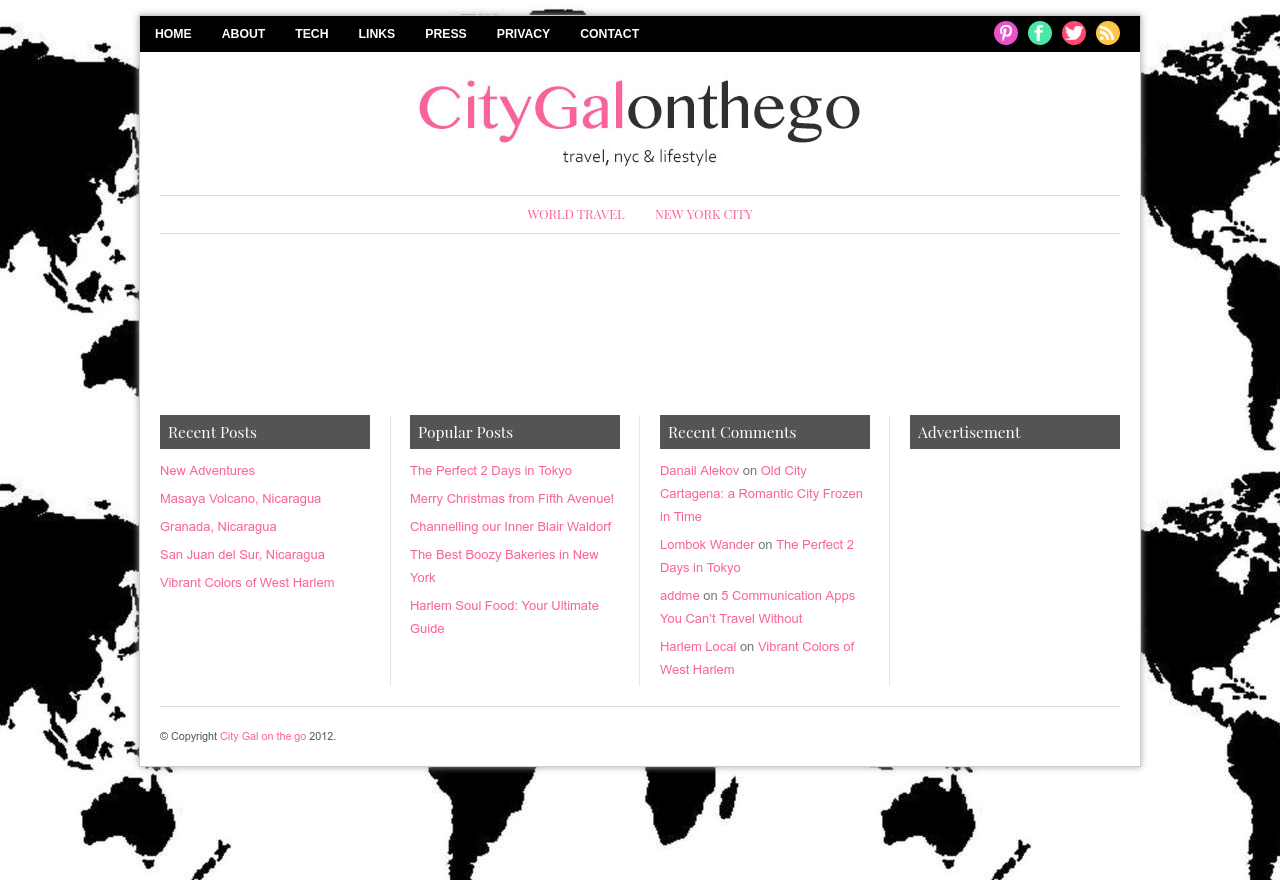 HOME ABOUT TECH LINKS PRESS PRIVACY CONTACT
CityGalonthego
travel, nyc & lifestyle
WORLD TRAVEL NEW YORK CITY
Recent Posts
New Adventures
Masaya Volcano, Nicaragua
Granada, Nicaragua
San Juan del Sur, Nicaragua
Vibrant Colors of West Harlem
Popular Posts
The Perfect 2 Days in Tokyo
Merry Christmas from Fifth Avenue!
Channelling our Inner Blair Waldorf
The Best Boozy Bakeries in New
York
Harlem Soul Food: Your Ultimate
Guide
Recent Comments
Danail Alekov on Old City
Cartagena: a Romantic City Frozen
in Time
Lombok Wander on The Perfect 2
Days in Tokyo
addme on 5 Communication Apps
You Can't Travel Without
Harlem Local on Vibrant Colors of
West Harlem
Advertisement
© Copyright City Gal on the go 2012.